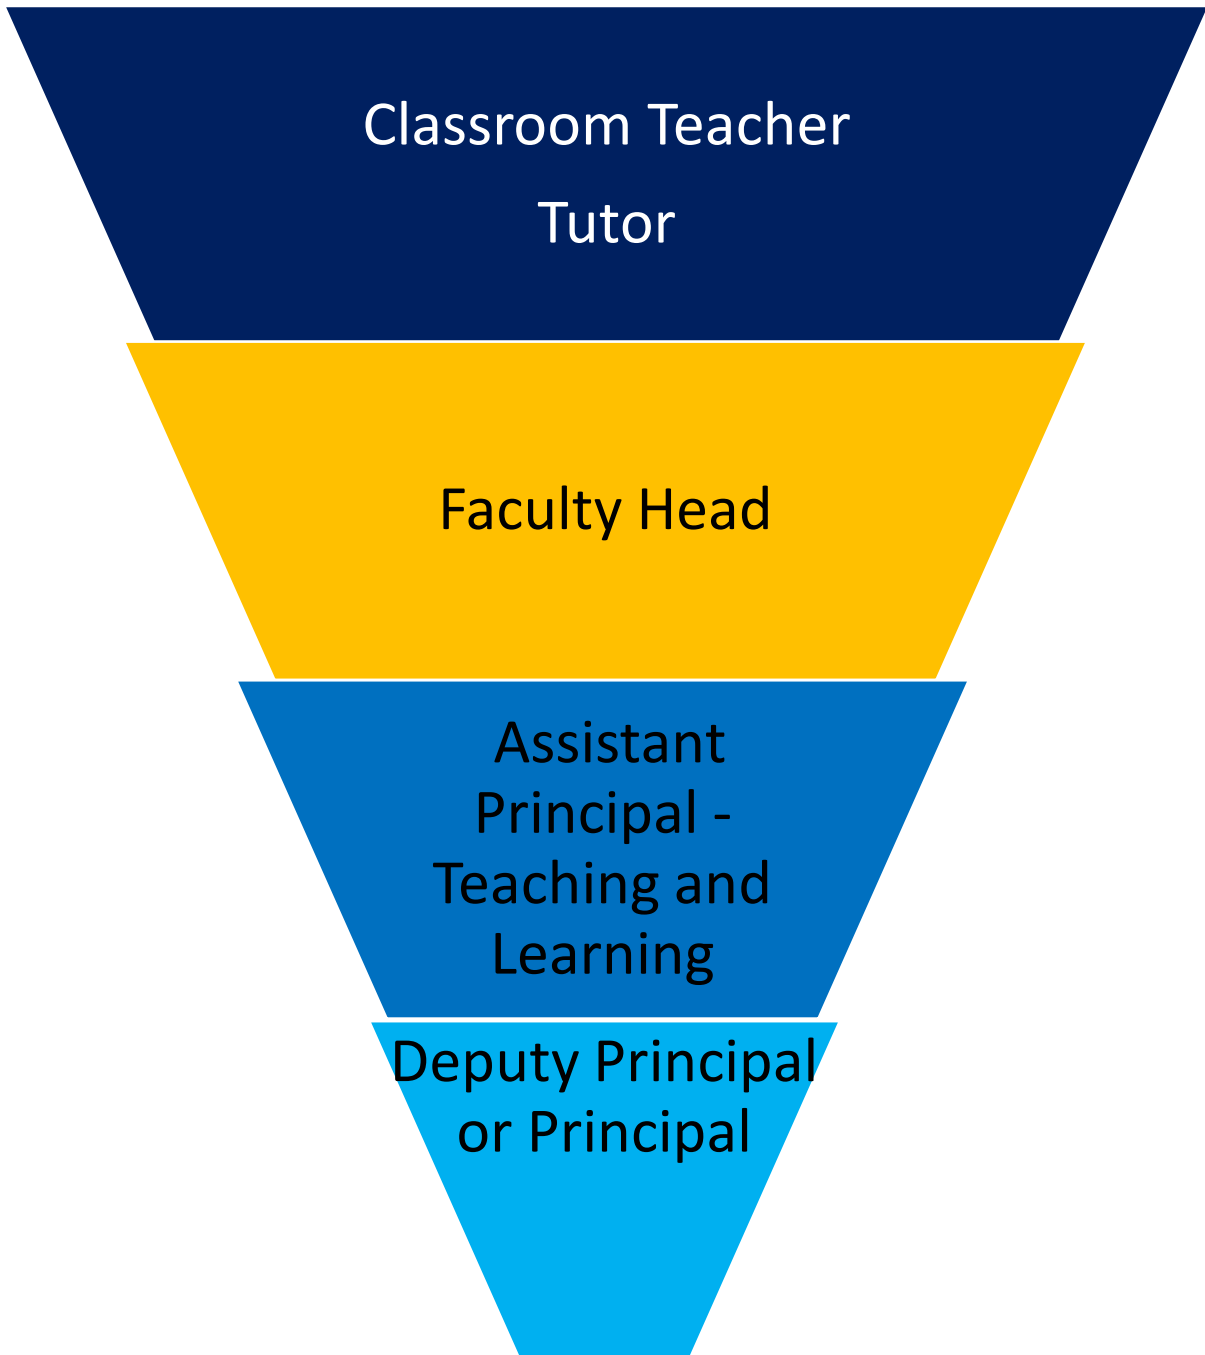 Classroom Teacher
Tutor
Faculty Head
Assistant
Principal -
Teaching and
Learning
Deputy Principal
or Principal